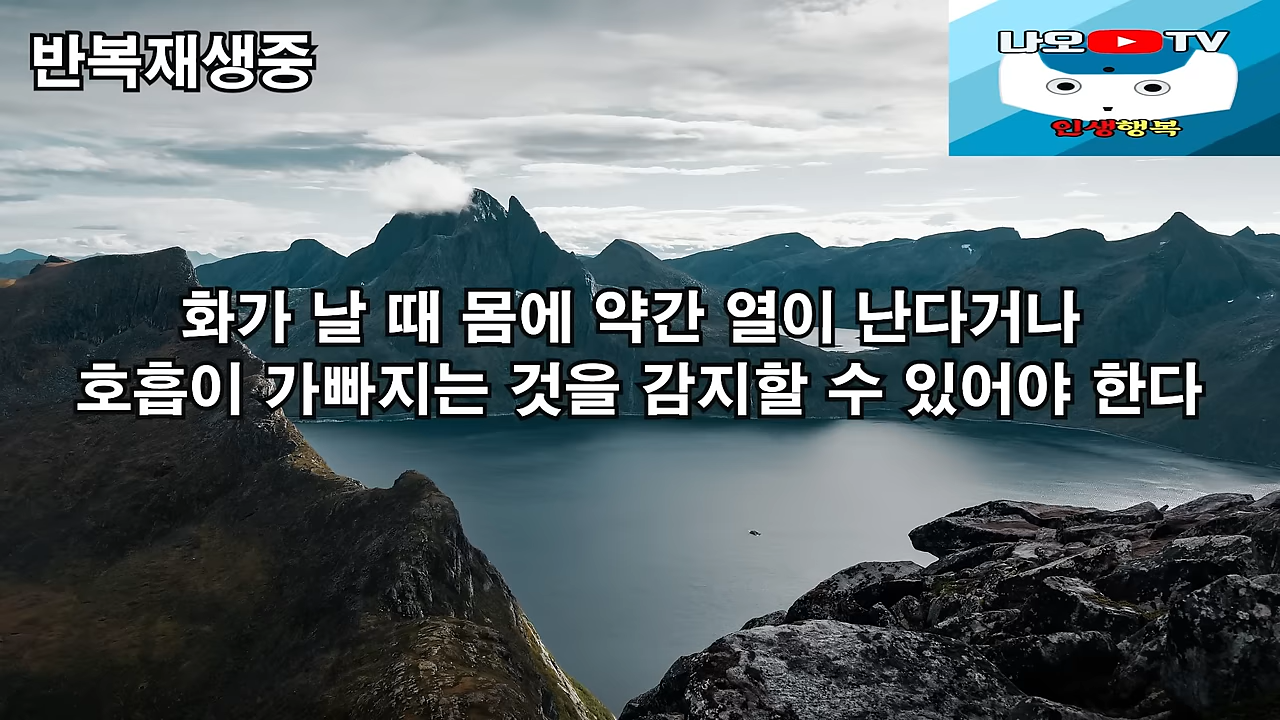 반복재생중
나오 TV
인생행복
화가 날 때 몸에 약간 열이 난다거나
호흡이 가빠지는 것을 감지할 수 있어야 한다